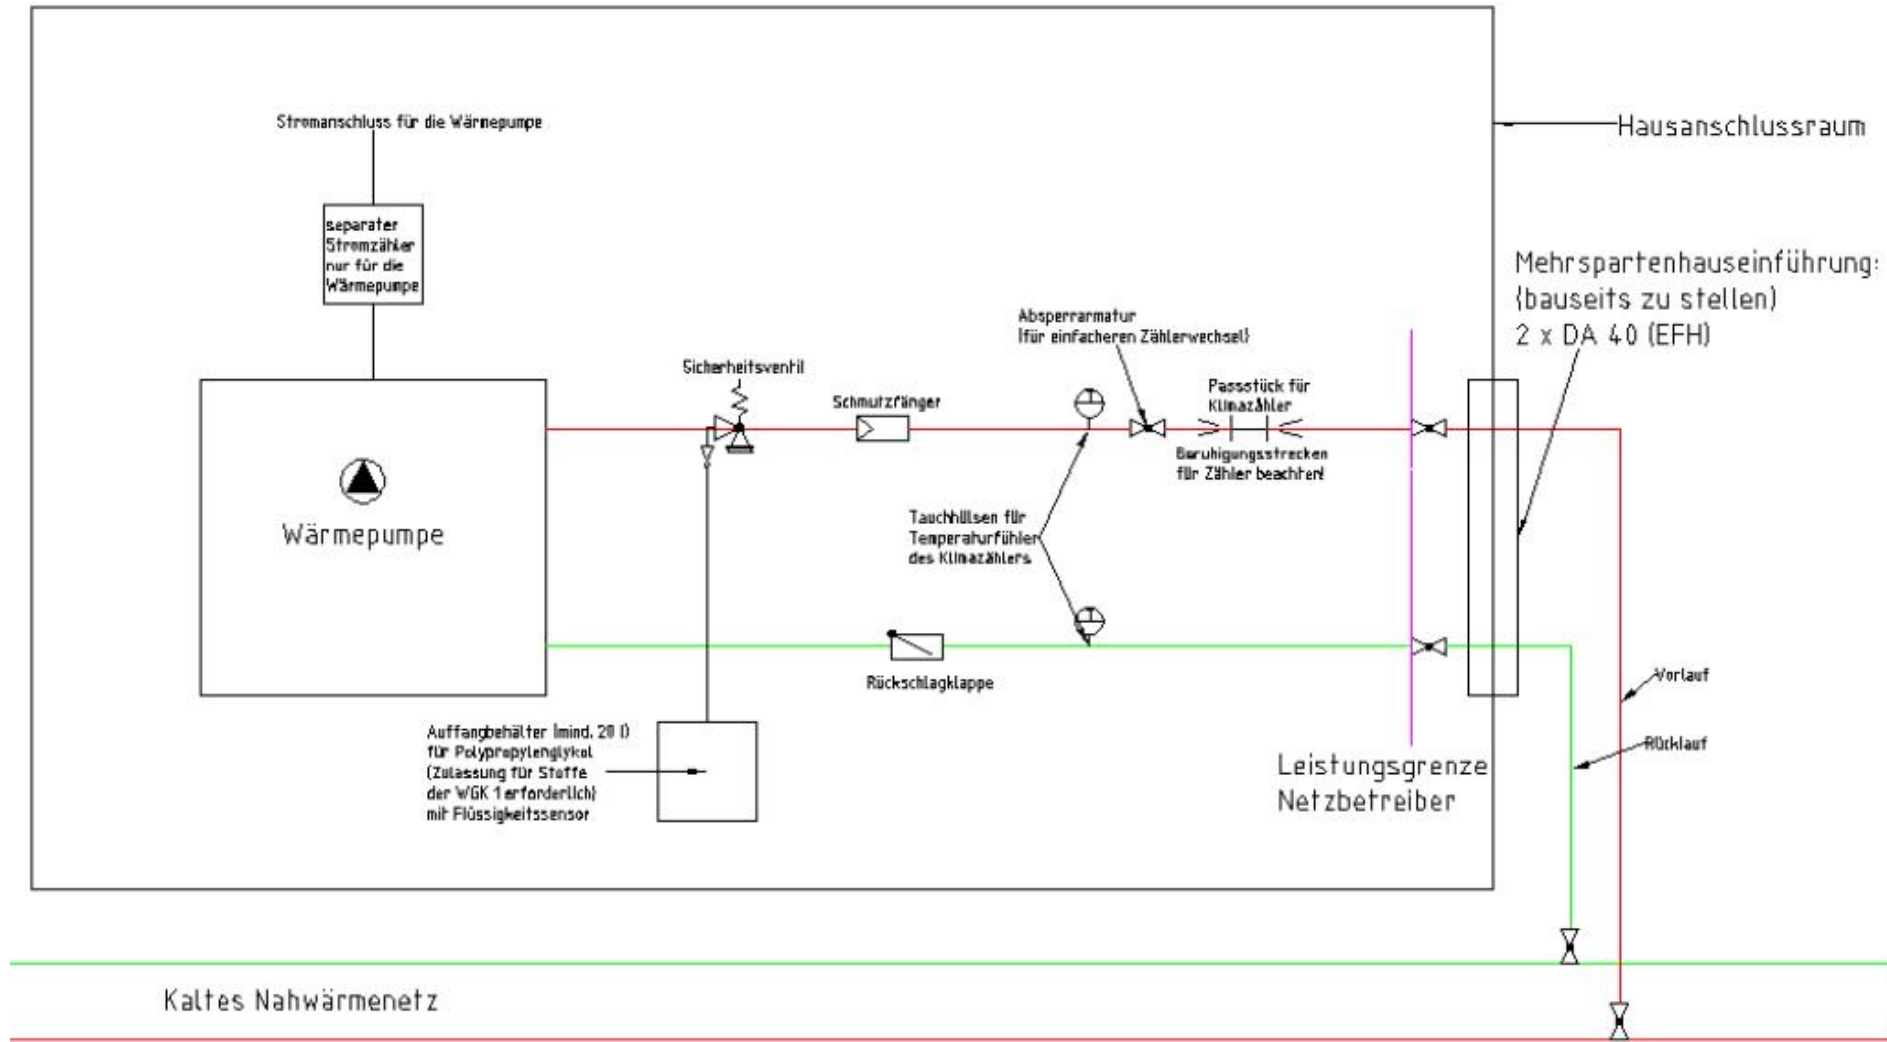 Stromanschluss für die Wärmepumpe
Hausanschlussraum
separater
Stromzähler
nur für die
Wärmepumpe
Mehrspartenhauseinführung:
(bauseits zu stellen)
2 x DA 40 (EFH)
Absperrarmatur
(für einfacheren Zählerwechsel)
Sicherheitsventil
Schmutzfänger
Passstück für
Klimazähler
Beruhigungsstrecken
für Zähler beachten!
Wärmepumpe
Tauchhülsen für
Temperaturfühler
des Klimazählers
Rückschlagklappe
Vorlauf
Rücklauf
Auffangbehälter (mind. 20 l)
für Polypropylenglykol
(Zulassung für Stoffe
der WGK 1 erforderlich)
mit Flüssigkeitssensor
Leistungsgrenze
Netzbetreiber
Kaltes Nahwärmenetz